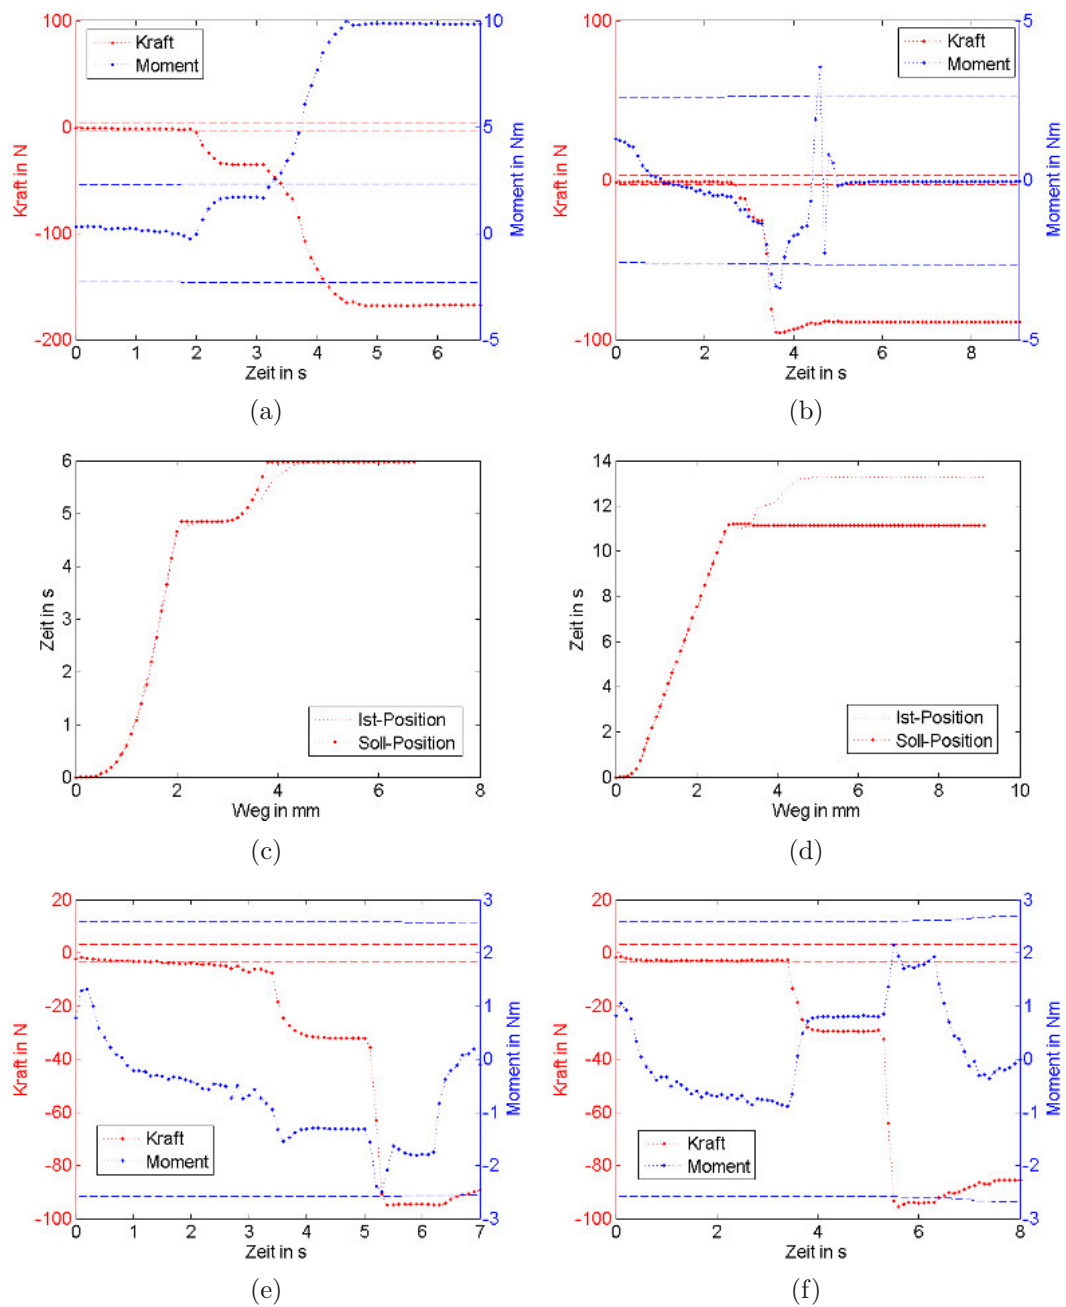 100
0
-100
-200
Kraft in N
Kraft
Moment
10
5
0
-5
Moment in Nm
0 1 2 3 4 5 6
Zeit in s
(a)
100
0
-100
Kraft in N
Kraft
Moment
5
0
-5
Moment in Nm
0 2 4 6 8
Zeit in s
(b)
6
5
4
3
2
1
0
Zeit in s
Ist-Position
Soll-Position
0 2 4 6 8
Weg in mm
(c)
14
12
10
8
6
4
2
0
Zeit in s
Ist-Position
Soll-Position
0 2 4 6 8 10
Weg in mm
(d)
20
0
-20
-40
-60
-80
-100
Kraft in N
Kraft
Moment
3
2
1
0
-1
-2
-3
Moment in Nm
0 1 2 3 4 5 6 7
Zeit in s
(e)
20
0
-20
-40
-60
-80
-100
Kraft in N
Kraft
Moment
3
2
1
0
-1
-2
-3
Moment in Nm
0 2 4 6 8
Zeit in s
(f)